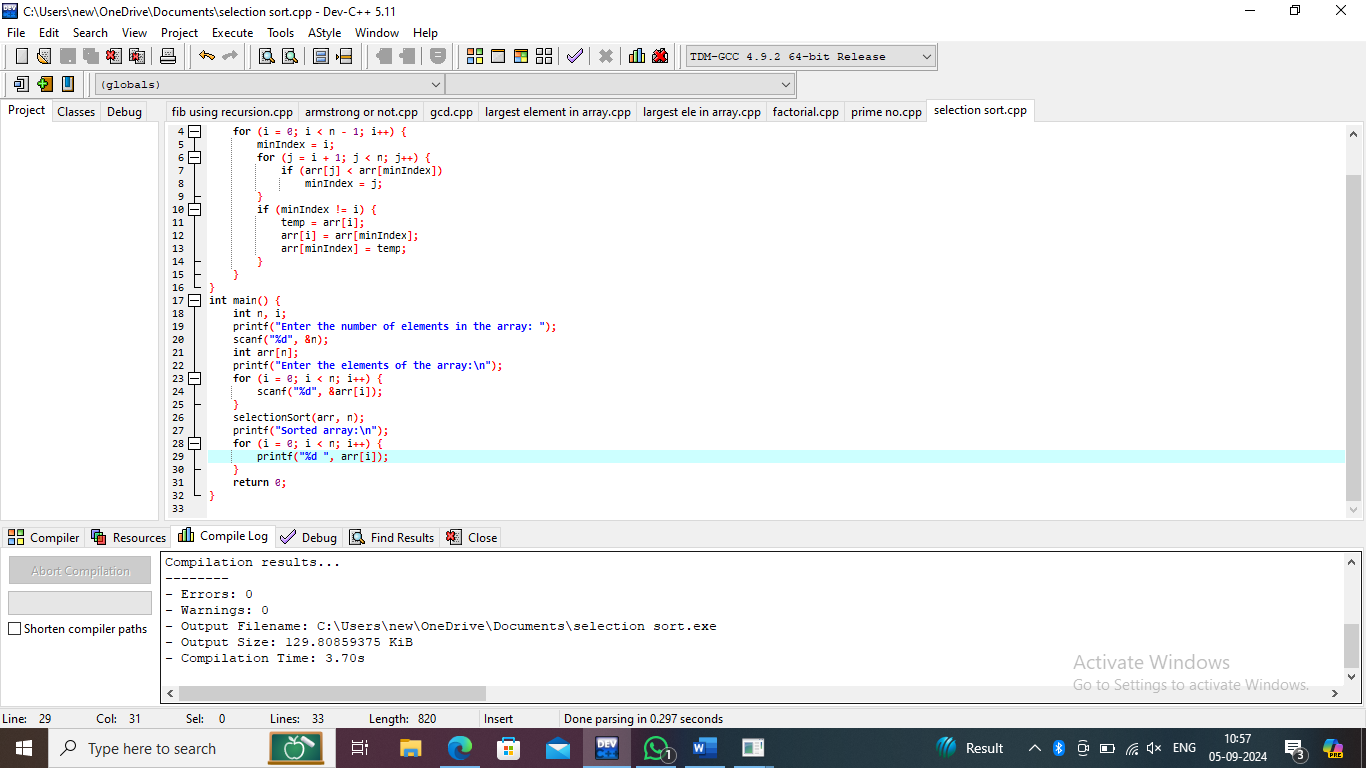 C:\Users\new\OneDrive\Documents\selection sort.cpp - Dev-C++ 5.11
File Edit Search View Project Execute Tools AStyle Window Help
TDM-GCC 4.9.2 64-bit Release
(globals)
Project Classes Debug
fib using recursion.cpp armstrong or not.cpp gcd.cpp largest element in array.cpp largest ele in array.cpp factorial.cpp prime no.cpp selection sort.cpp
4 for (i = 0; i < n - 1; i++) {
5 minIndex = i;
6 for (j = i + 1; j < n; j++) {
7 if (arr[j] < arr[minIndex])
8 minIndex = j;
9 }
10 if (minIndex != i) {
11 temp = arr[i];
12 arr[i] = arr[minIndex];
13 arr[minIndex] = temp;
14 }
15 }
16 }
17 int main() {
18 int n, i;
19 printf("Enter the number of elements in the array: ");
20 scanf("%d", &n);
21 int arr[n];
22 printf("Enter the elements of the array:\n");
23 for (i = 0; i < n; i++) {
24 scanf("%d", &arr[i]);
25 }
26 selectionSort(arr, n);
27 printf("Sorted array:\n");
28 for (i = 0; i < n; i++) {
29 printf("%d ", arr[i]);
30 }
31 return 0;
32 }
33
Compiler Resources Compile Log Debug Find Results Close
Abort Compilation
Shorten compiler paths
Compilation results...
--------
- Errors: 0
- Warnings: 0
- Output Filename: C:\Users\new\OneDrive\Documents\selection sort.exe
- Output Size: 129.80859375 KiB
- Compilation Time: 3.70s
Activate Windows
Go to Settings to activate Windows.
Line: 29 Col: 31 Sel: 0 Lines: 33 Length: 820 Insert Done parsing in 0.297 seconds
Type here to search
DEV
1
W
Result
ENG
10:57
05-09-2024
3
PRE